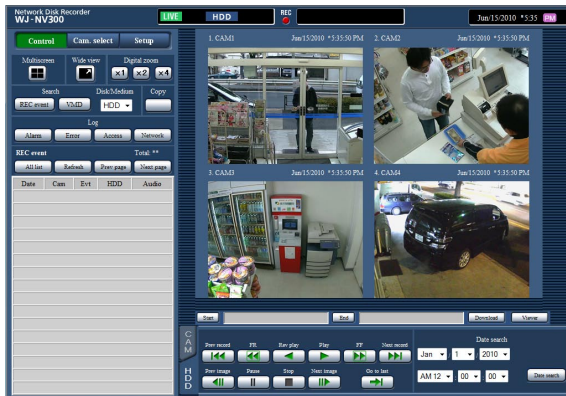 Network Disk Recorder
WJ-NV300
LIVE HDD REC Jun/15/2010 *5:35 PM
Control Cam. select Setup
Multiscreen Wide view Digital zoom
×1 ×2 ×4
Search Disk/Medium Copy
REC event VMD HDD
Log
Alarm Error Access Network
REC event Total: **
All list Refresh Prev page Next page
Date Cam Evt HDD Audio
1. CAM1 Jun/15/2010 *5:35:50 PM 2. CAM2 Jun/15/2010 *5:35:50 PM
3. CAM3 Jun/15/2010 *5:35:50 PM 4. CAM4 Jun/15/2010 *5:35:50 PM
Start End Download Viewer
CAM
HDD
Prev record FR Rev play Play FF Next record
Prev image Pause Stop Next image Go to last
Date search
Jan / 1 / 2010
AM 12 : 00 : 00 Date search